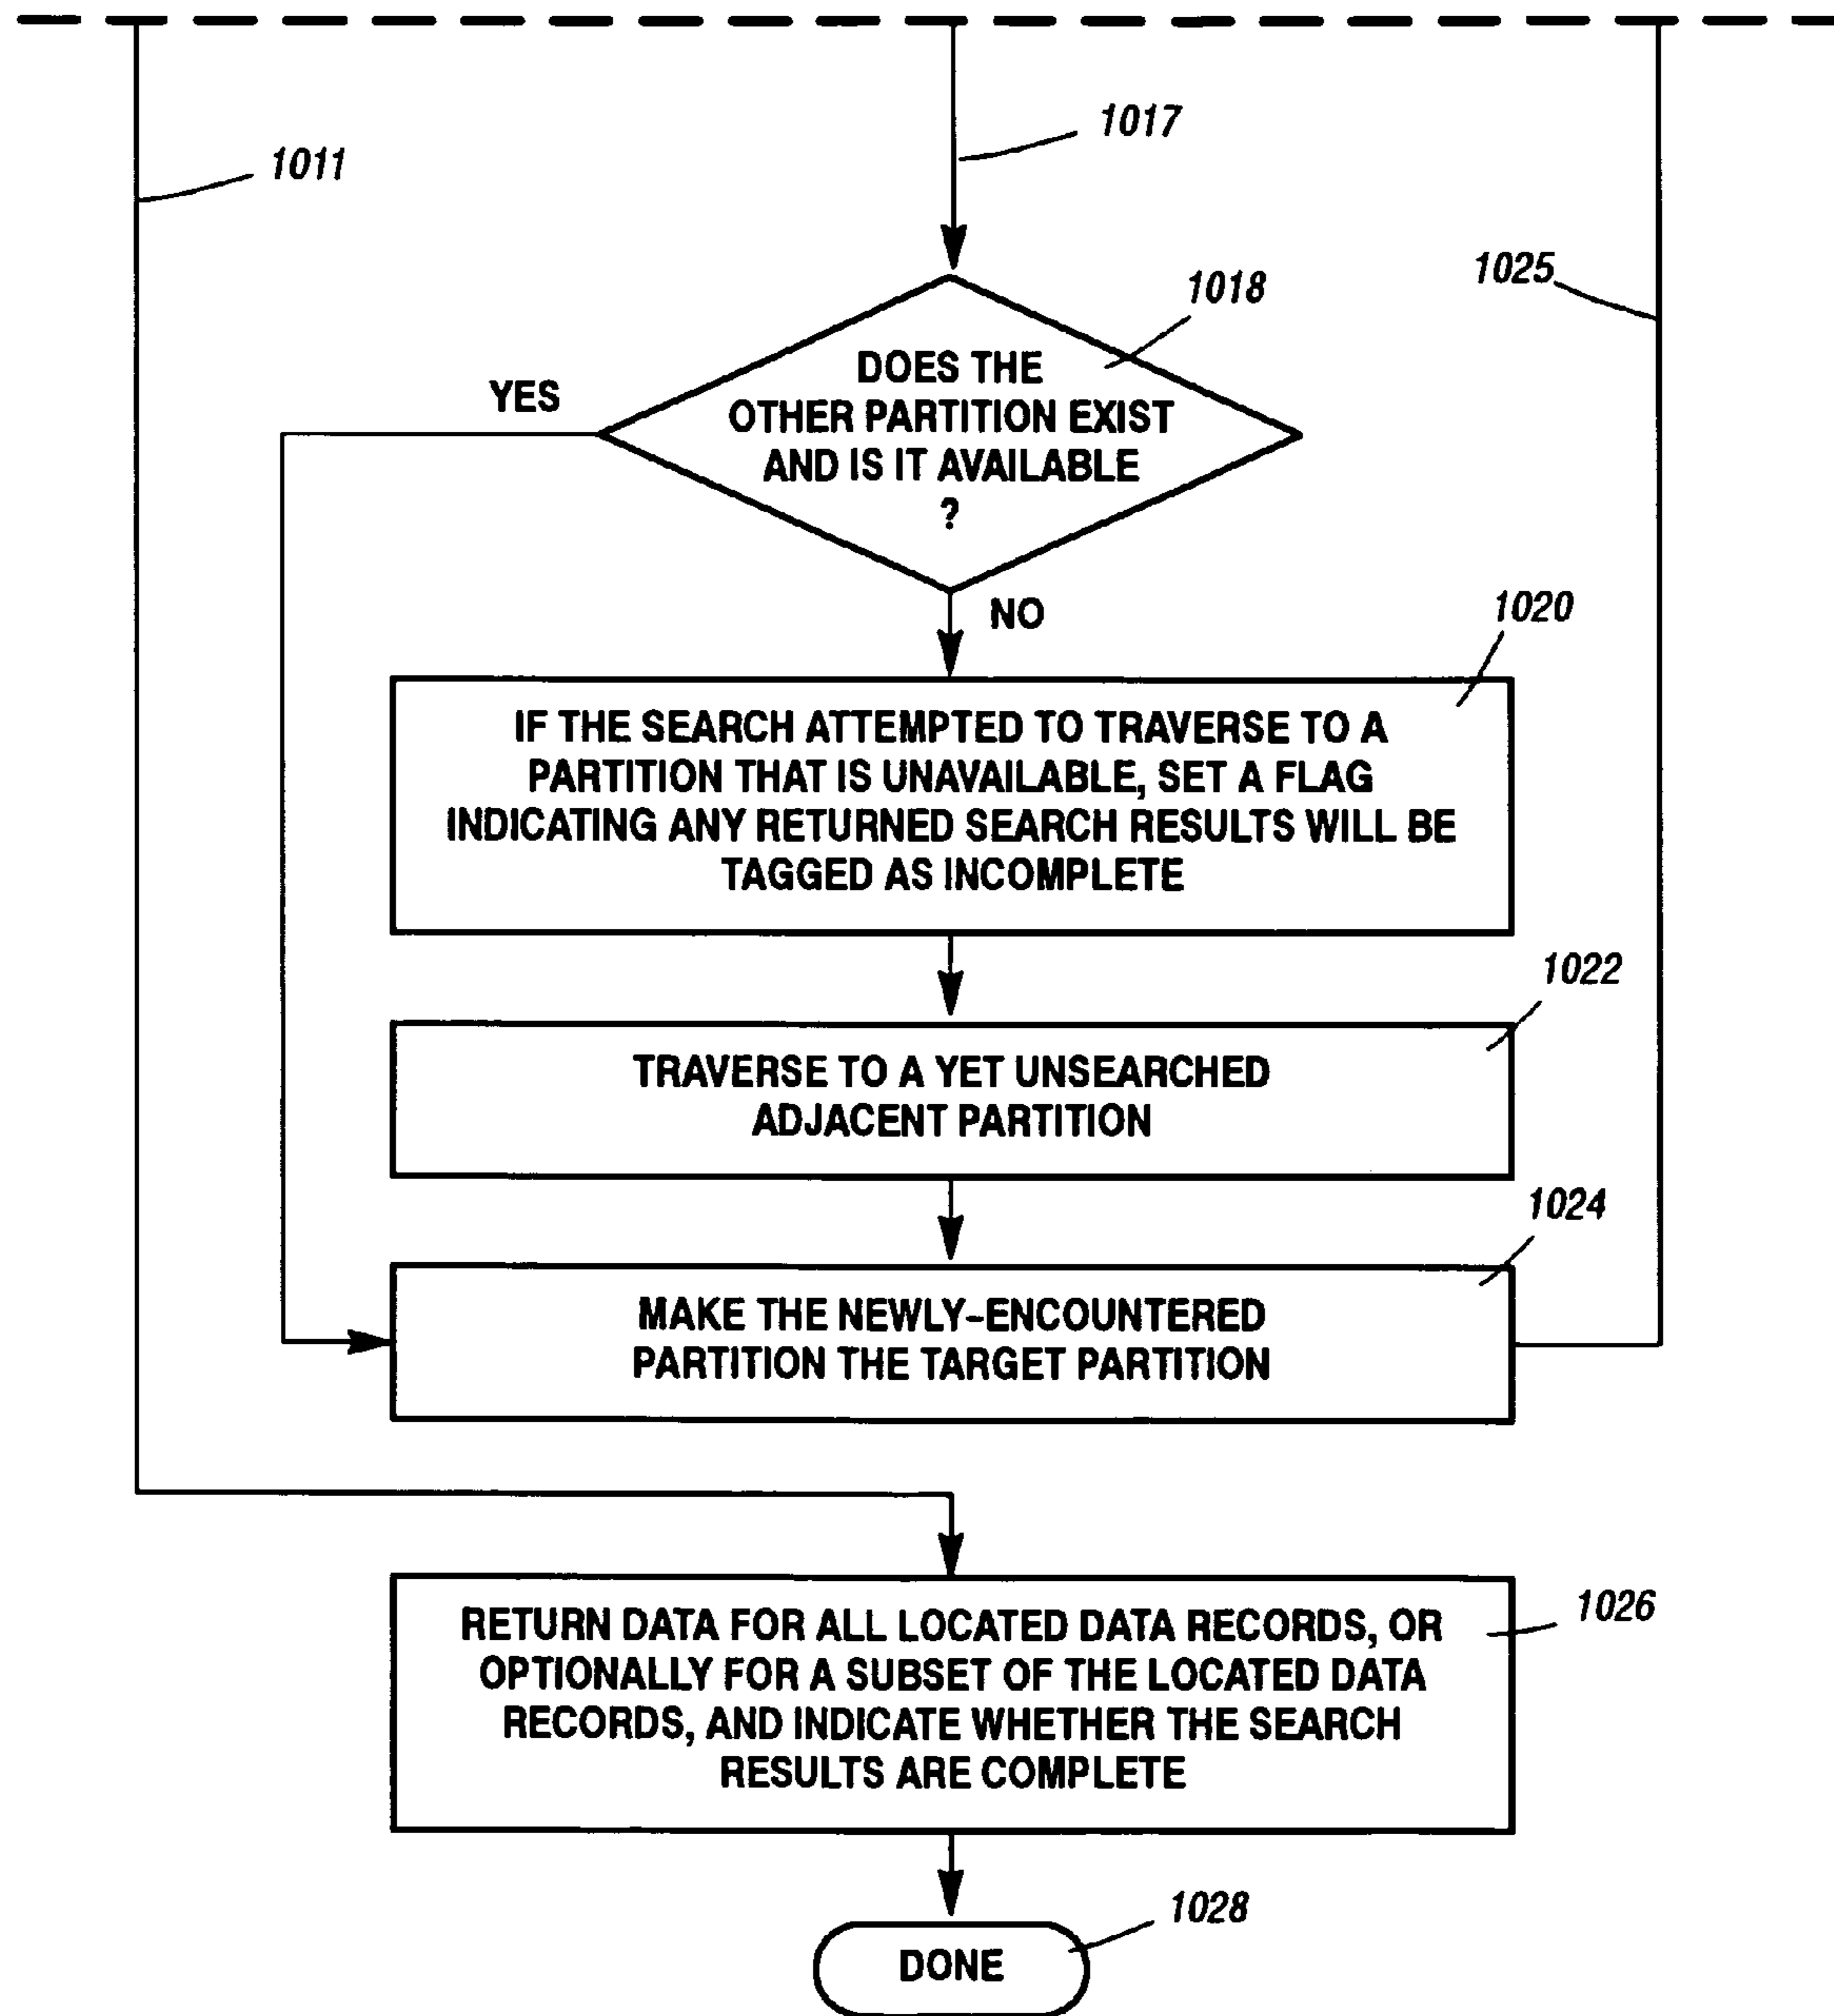 1017
1011
1025
1018
DOES THE
OTHER PARTITION EXIST
AND IS IT AVAILABLE
?
YES
NO
1020
IF THE SEARCH ATTEMPTED TO TRAVERSE TO A
PARTITION THAT IS UNAVAILABLE, SET A FLAG
INDICATING ANY RETURNED SEARCH RESULTS WILL BE
TAGGED AS INCOMPLETE
1022
TRAVERSE TO A YET UNSEARCHED
ADJACENT PARTITION
1024
MAKE THE NEWLY-ENCOUNTERED
PARTITION THE TARGET PARTITION
1026
RETURN DATA FOR ALL LOCATED DATA RECORDS, OR
OPTIONALLY FOR A SUBSET OF THE LOCATED DATA
RECORDS, AND INDICATE WHETHER THE SEARCH
RESULTS ARE COMPLETE
1028
DONE